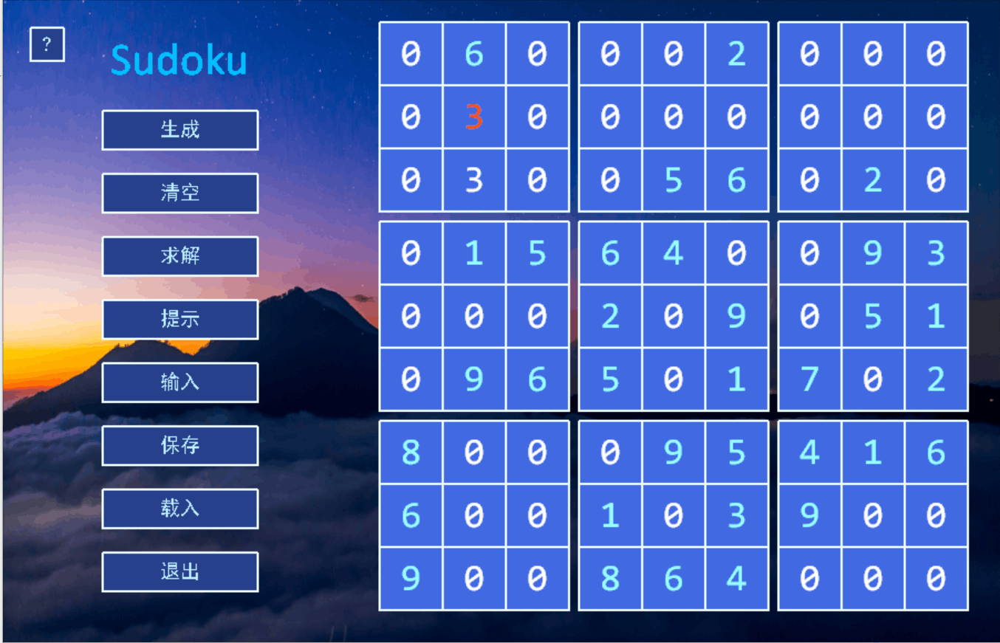 ?
Sudoku
生成
清空
求解
提示
输入
保存
载入
退出
0 6 0 0 0 2 0 0 0
0 3 0 0 0 0 0 0 0
0 3 0 0 5 6 0 2 0
0 1 5 6 4 0 0 9 3
0 0 0 2 0 9 0 5 1
0 9 6 5 0 1 7 0 2
8 0 0 0 9 5 4 1 6
6 0 0 1 0 3 9 0 0
9 0 0 8 6 4 0 0 0